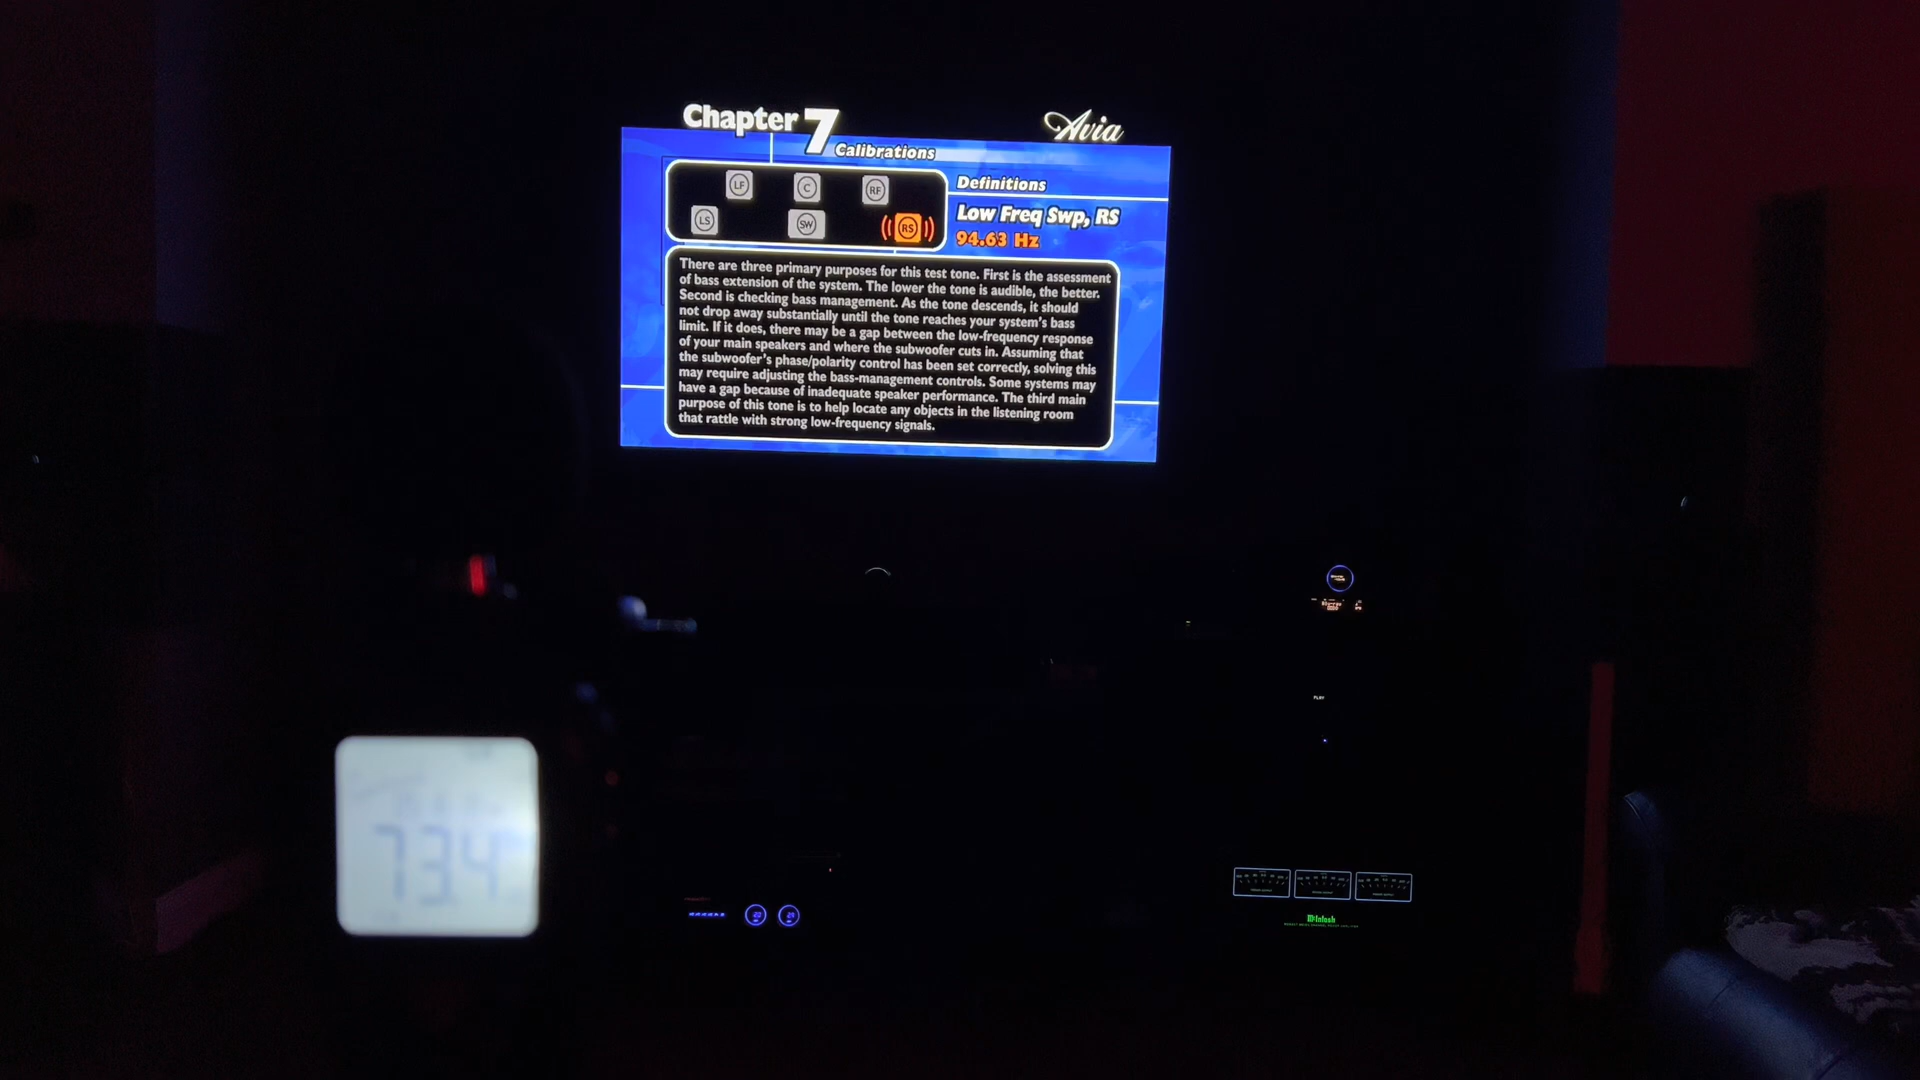 Chapter 7
Avia
Calibrations
LF
C
RF
LS
SW
RS
Definitions
Low Freq Swp, RS
94.63 Hz
There are three primary purposes for this test tone. First is the assessment
of bass extension of the system. The lower the tone is audible, the better.
Second is checking bass management. As the tone descends, it should
not drop away substantially until the tone reaches your system's bass
limit. If it does, there may be a gap between the low-frequency response
of your main speakers and where the subwoofer cuts in. Assuming that
the subwoofer's phase/polarity control has been set correctly, solving this
may require adjusting the bass-management controls. Some systems may
have a gap because of inadequate speaker performance. The third main
purpose of this tone is to help locate any objects in the listening room
that rattle with strong low-frequency signals.
PLAY
73.4
McIntosh